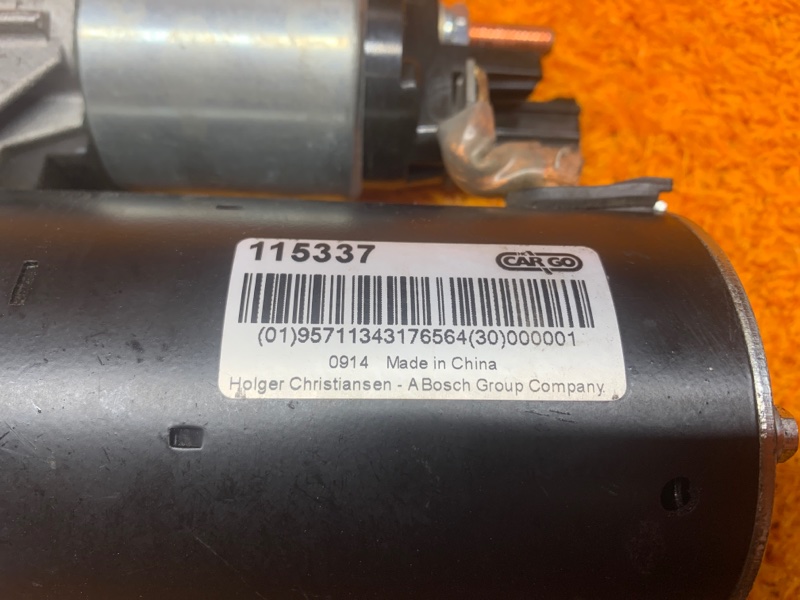 115337
CARGO
(01)95711343176564(30)000001
0914 Made in China
Holger Christiansen - A Bosch Group Company